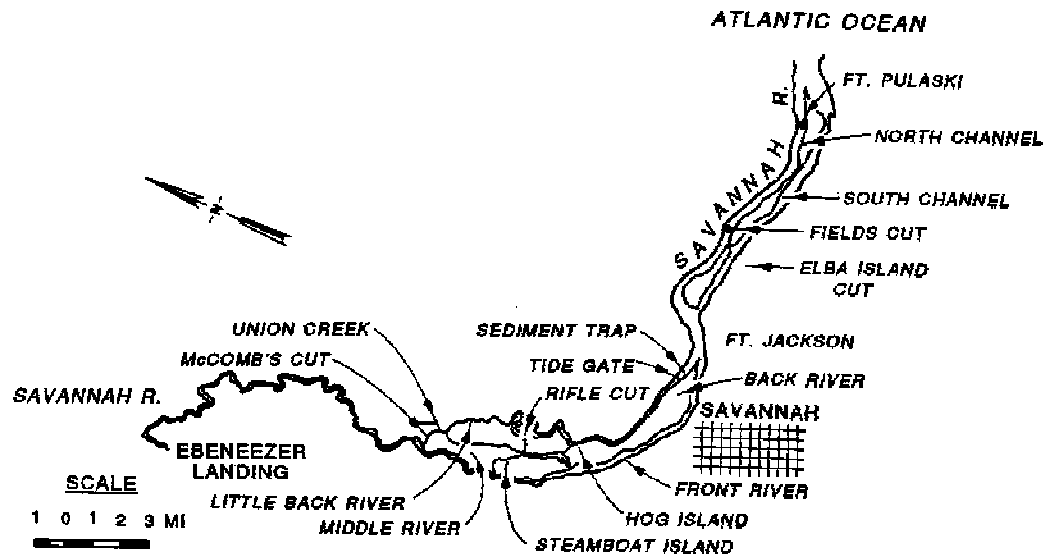 ATLANTIC OCEAN
FT. PULASKI
SAVANNAH R.
NORTH CHANNEL
SOUTH CHANNEL
FIELDS CUT
ELBA ISLAND
CUT
N
UNION CREEK
SEDIMENT TRAP
FT. JACKSON
McCOMB'S CUT
TIDE GATE
BACK RIVER
SAVANNAH R.
RIFLE CUT
SAVANNAH
EBENEEZER
LANDING
SCALE
LITTLE BACK RIVER
FRONT RIVER
1 0 1 2 3 MI
MIDDLE RIVER
HOG ISLAND
STEAMBOAT ISLAND